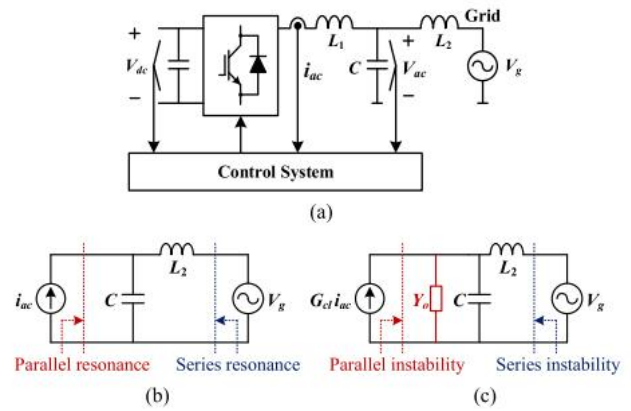 Grid
+
+
L1
L2
Vdc
iac
C
Vac
Vg
−
−
Control System
(a)
L2
iac
C
Vg
Parallel resonance
Series resonance
(b)
L2
Gcl iac
Yo
C
Vg
Parallel instability
Series instability
(c)